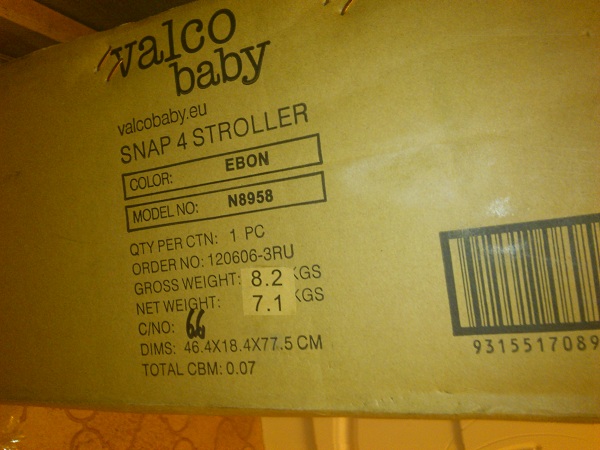 valco
baby
valcobaby.eu
SNAP 4 STROLLER
COLOR: EBON
MODEL NO: N8958
QTY PER CTN: 1 PC
ORDER NO: 120606-3RU
GROSS WEIGHT: 8.2 KGS
NET WEIGHT: 7.1 KGS
C/NO: 66
DIMS: 46.4X18.4X77.5 CM
TOTAL CBM: 0.07
9315517089